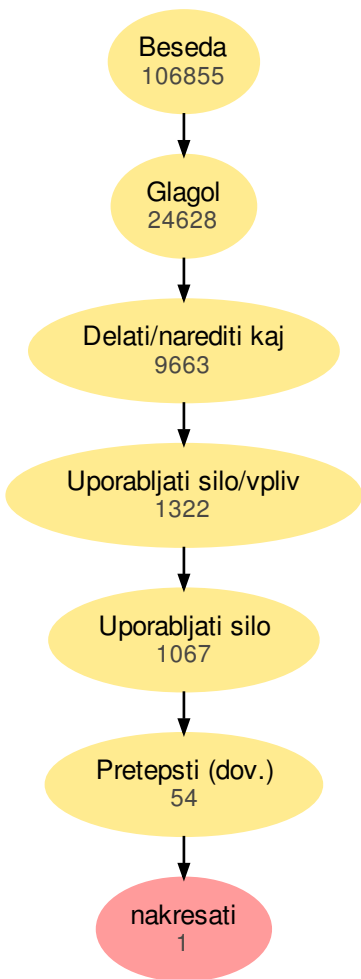 Beseda
106855
Glagol
24628
Delati/narediti kaj
9663
Uporabljati silo/vpliv
1322
Uporabljati silo
1067
Pretepsti (dov.)
54
nakresati
1